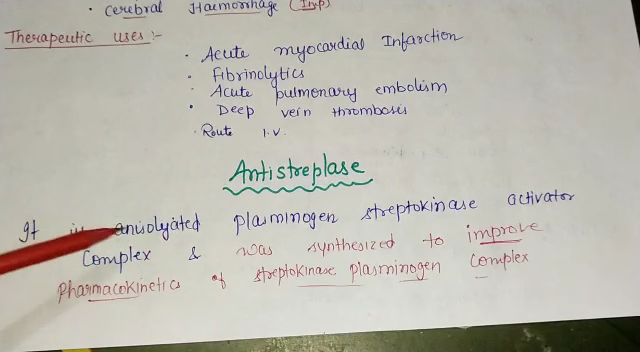 • Cerebral Haemorrhage (Imp)
Therapeutic uses:-
• Acute myocardial Infarction
• Fibrinolytics
• Acute pulmonary embolism
• Deep vein thrombosis
• Route I.V.
Antistreplase
It is anisolyated plasminogen streptokinase activator
Complex & was synthesized to improve
Pharmacokinetics of streptokinase plasminogen complex